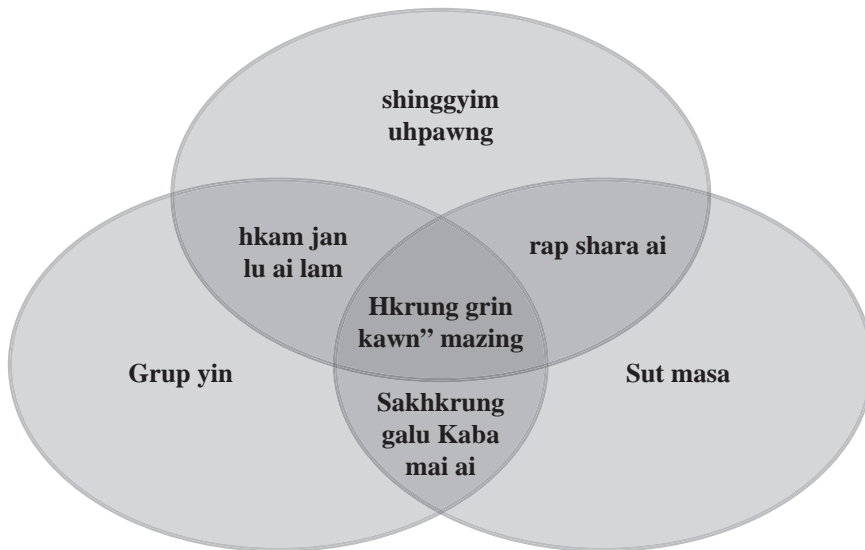 shinggyim
uhpawng
hkam jan
lu ai lam
rap shara ai
Hkrung grin
kawn” mazing
Grup yin
Sut masa
Sakhkrung
galu Kaba
mai ai